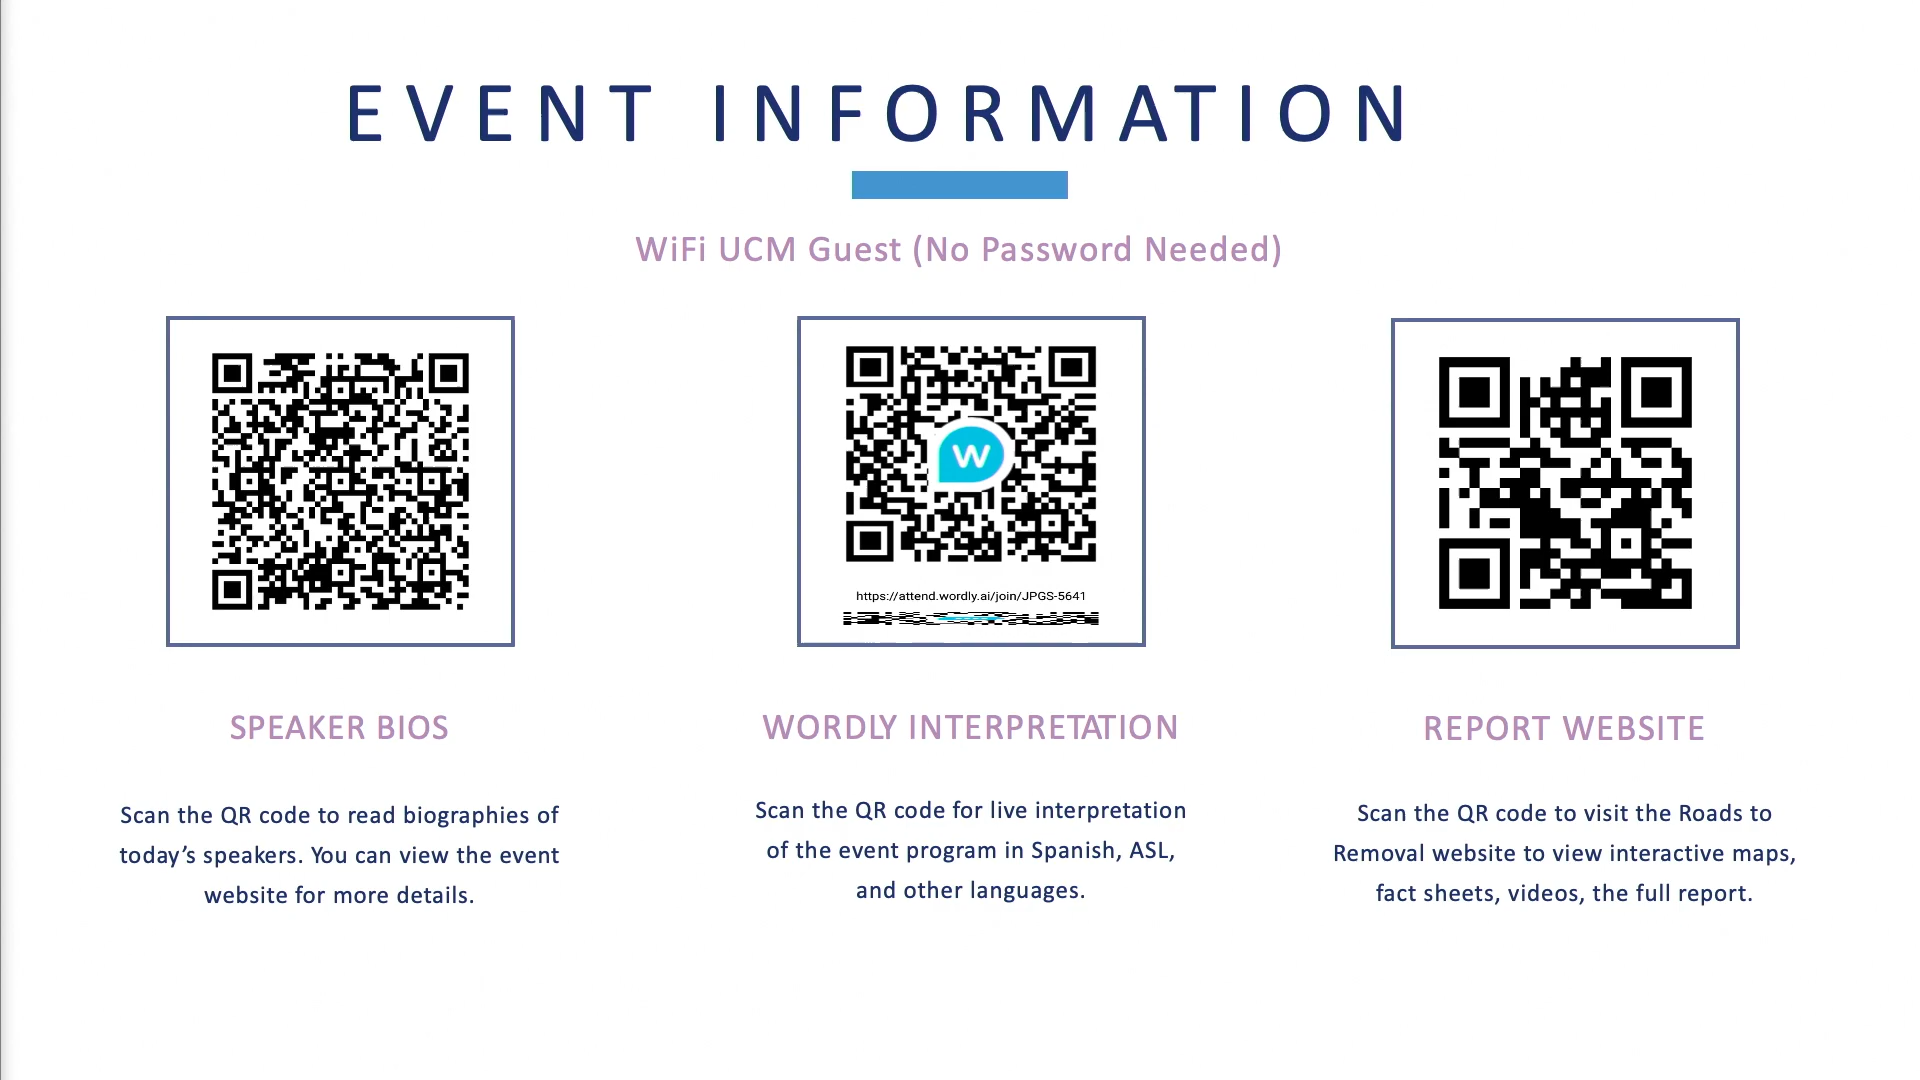 EVENT INFORMATION
WiFi UCM Guest (No Password Needed)
W
https://attend.wordly.ai/join/JPGS-5641
SPEAKER BIOS
Scan the QR code to read biographies of
today’s speakers. You can view the event
website for more details.
WORDLY INTERPRETATION
Scan the QR code for live interpretation
of the event program in Spanish, ASL,
and other languages.
REPORT WEBSITE
Scan the QR code to visit the Roads to
Removal website to view interactive maps,
fact sheets, videos, the full report.